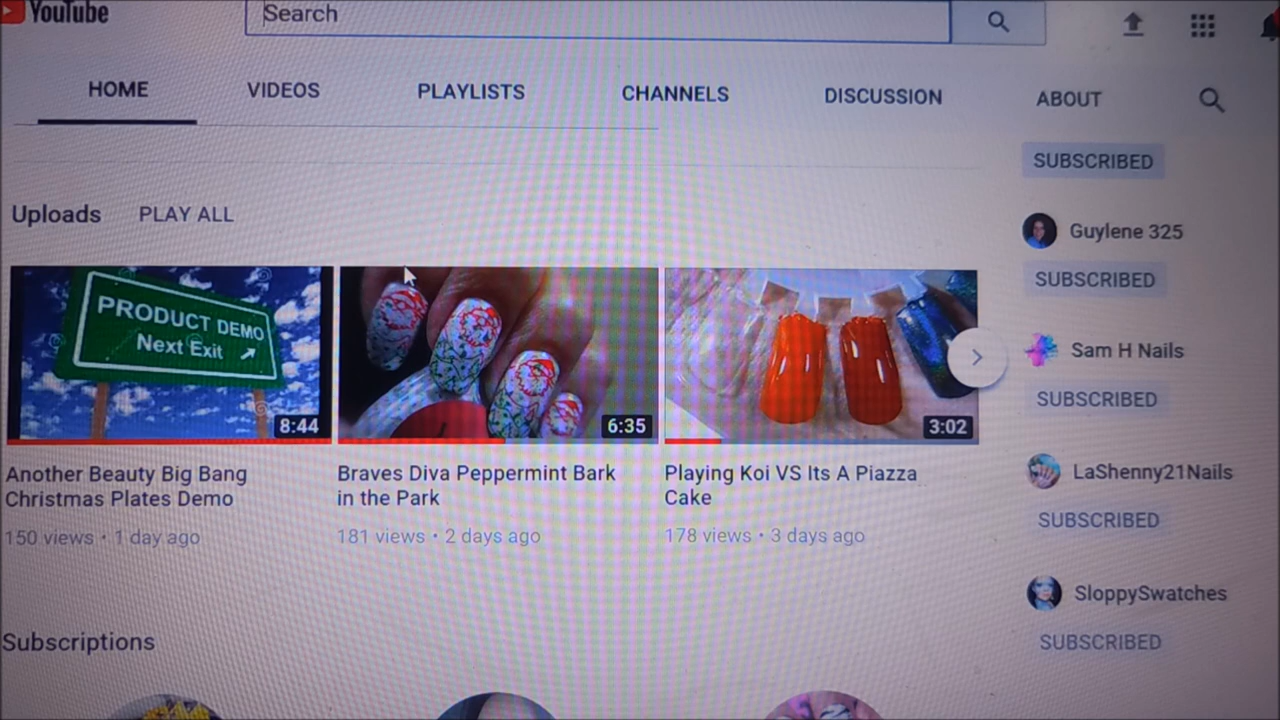 YouTube
Search
HOME VIDEOS PLAYLISTS CHANNELS DISCUSSION ABOUT
SUBSCRIBED
Uploads PLAY ALL
Guylene 325
SUBSCRIBED
PRODUCT DEMO
Next Exit
8:44
6:35
3:02
Sam H Nails
SUBSCRIBED
Another Beauty Big Bang
Christmas Plates Demo
150 views • 1 day ago
Braves Diva Peppermint Bark
in the Park
181 views • 2 days ago
Playing Koi VS Its A Piazza
Cake
178 views • 3 days ago
LaShenny21Nails
SUBSCRIBED
SloppySwatches
SUBSCRIBED
Subscriptions